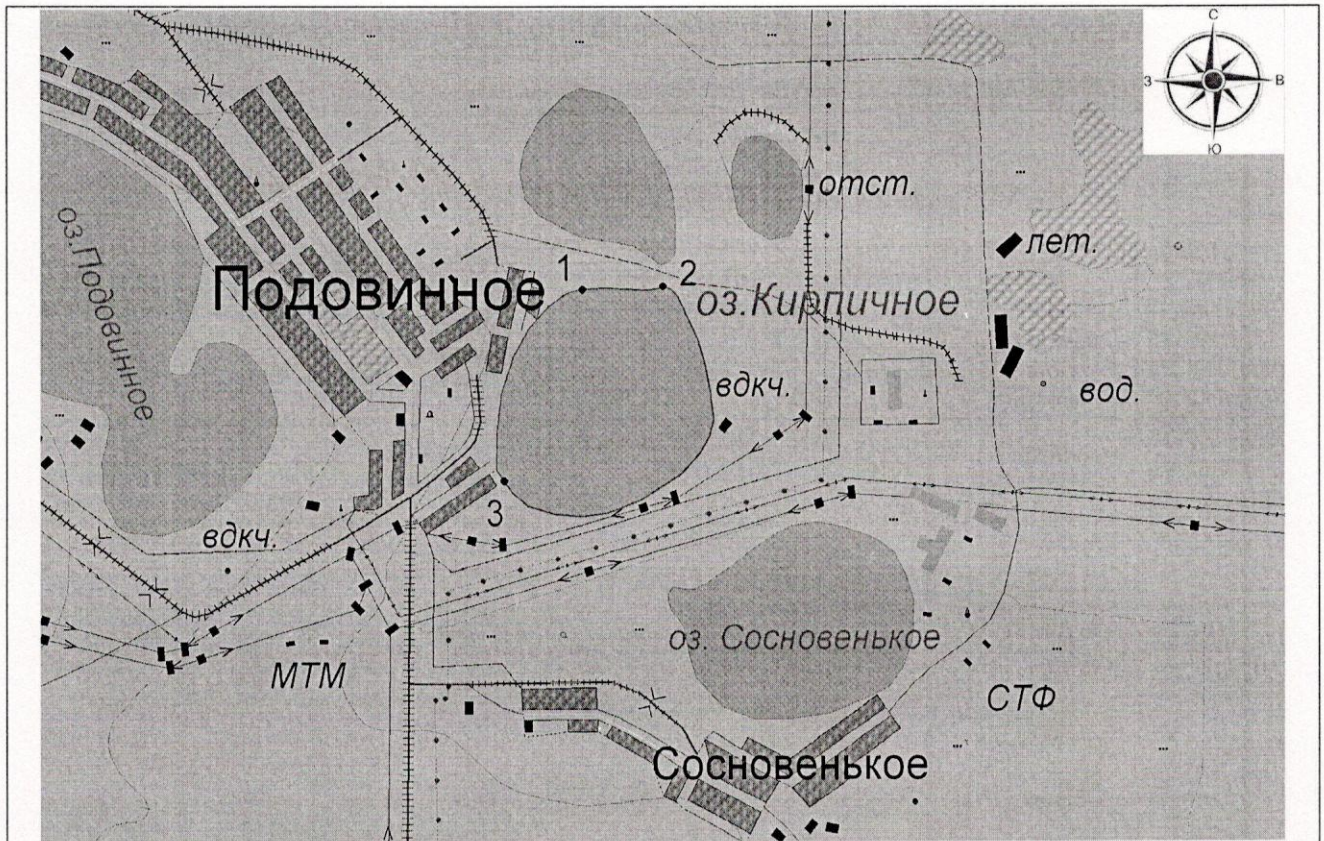 С
З
В
Ю
отст.
оз.Подовинное
лет.
Подовинное
1
2
оз.Кирпичное
вдкч.
вод.
3
вдкч.
оз. Сосновенькое
МТМ
СТФ
Сосновенькое